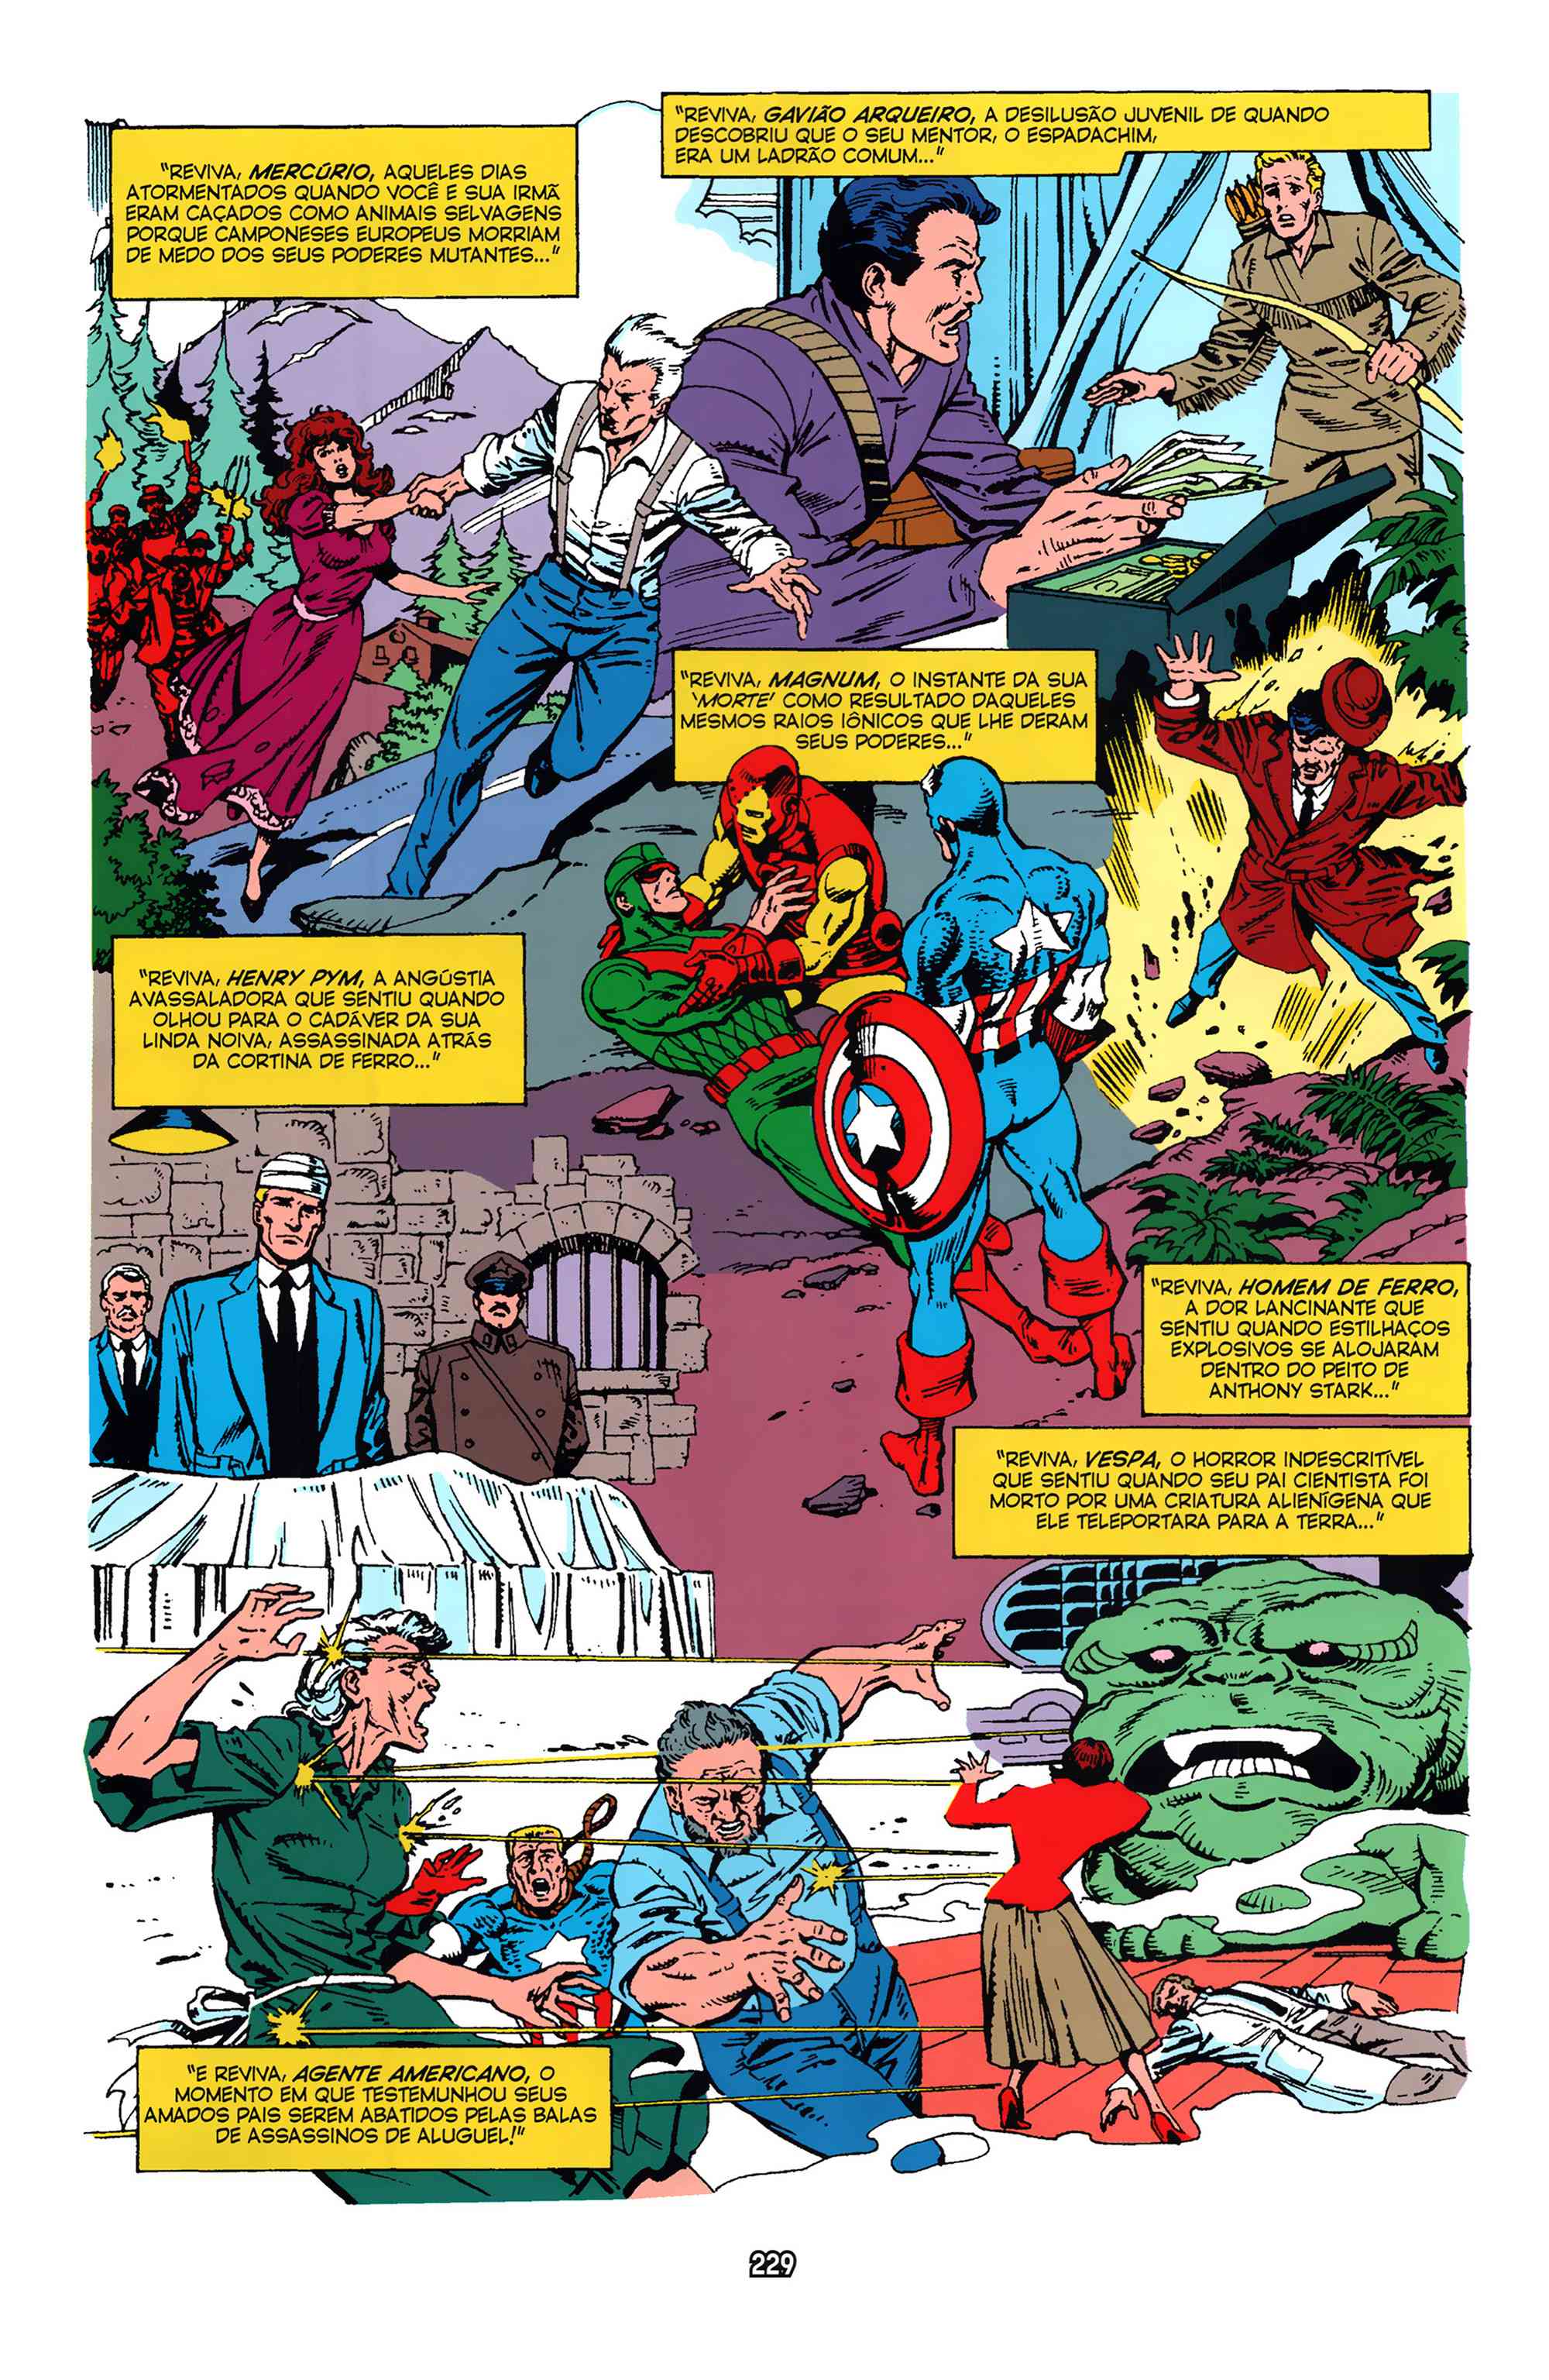 "REVIVA, MERCÚRIO, AQUELES DIAS
ATORMENTADOS QUANDO VOCÊ E SUA IRMÃ
ERAM CAÇADOS COMO ANIMAIS SELVAGENS
PORQUE CAMPONESES EUROPEUS MORRIAM
DE MEDO DOS SEUS PODERES MUTANTES..."
"REVIVA, GAVIÃO ARQUEIRO, A DESILUSÃO JUVENIL DE QUANDO
DESCOBRIU QUE O SEU MENTOR, O ESPADACHIM,
ERA UM LADRÃO COMUM..."
"REVIVA, MAGNUM, O INSTANTE DA SUA
'MORTE' COMO RESULTADO DAQUELES
MESMOS RAIOS IÔNICOS QUE LHE DERAM
SEUS PODERES..."
"REVIVA, HENRY PYM, A ANGÚSTIA
AVASSALADORA QUE SENTIU QUANDO
OLHOU PARA O CADÁVER DA SUA
LINDA NOIVA, ASSASSINADA ATRÁS
DA CORTINA DE FERRO..."
"REVIVA, HOMEM DE FERRO,
A DOR LANCINANTE QUE
SENTIU QUANDO ESTILHAÇOS
EXPLOSIVOS SE ALOJARAM
DENTRO DO PEITO DE
ANTHONY STARK..."
"REVIVA, VESPA, O HORROR INDESCRITÍVEL
QUE SENTIU QUANDO SEU PAI CIENTISTA FOI
MORTO POR UMA CRIATURA ALIENÍGENA QUE
ELE TELEPORTARA PARA A TERRA..."
"E REVIVA, AGENTE AMERICANO, O
MOMENTO EM QUE TESTEMUNHOU SEUS
AMADOS PAIS SEREM ABATIDOS PELAS BALAS
DE ASSASSINOS DE ALUGUEL!"
229